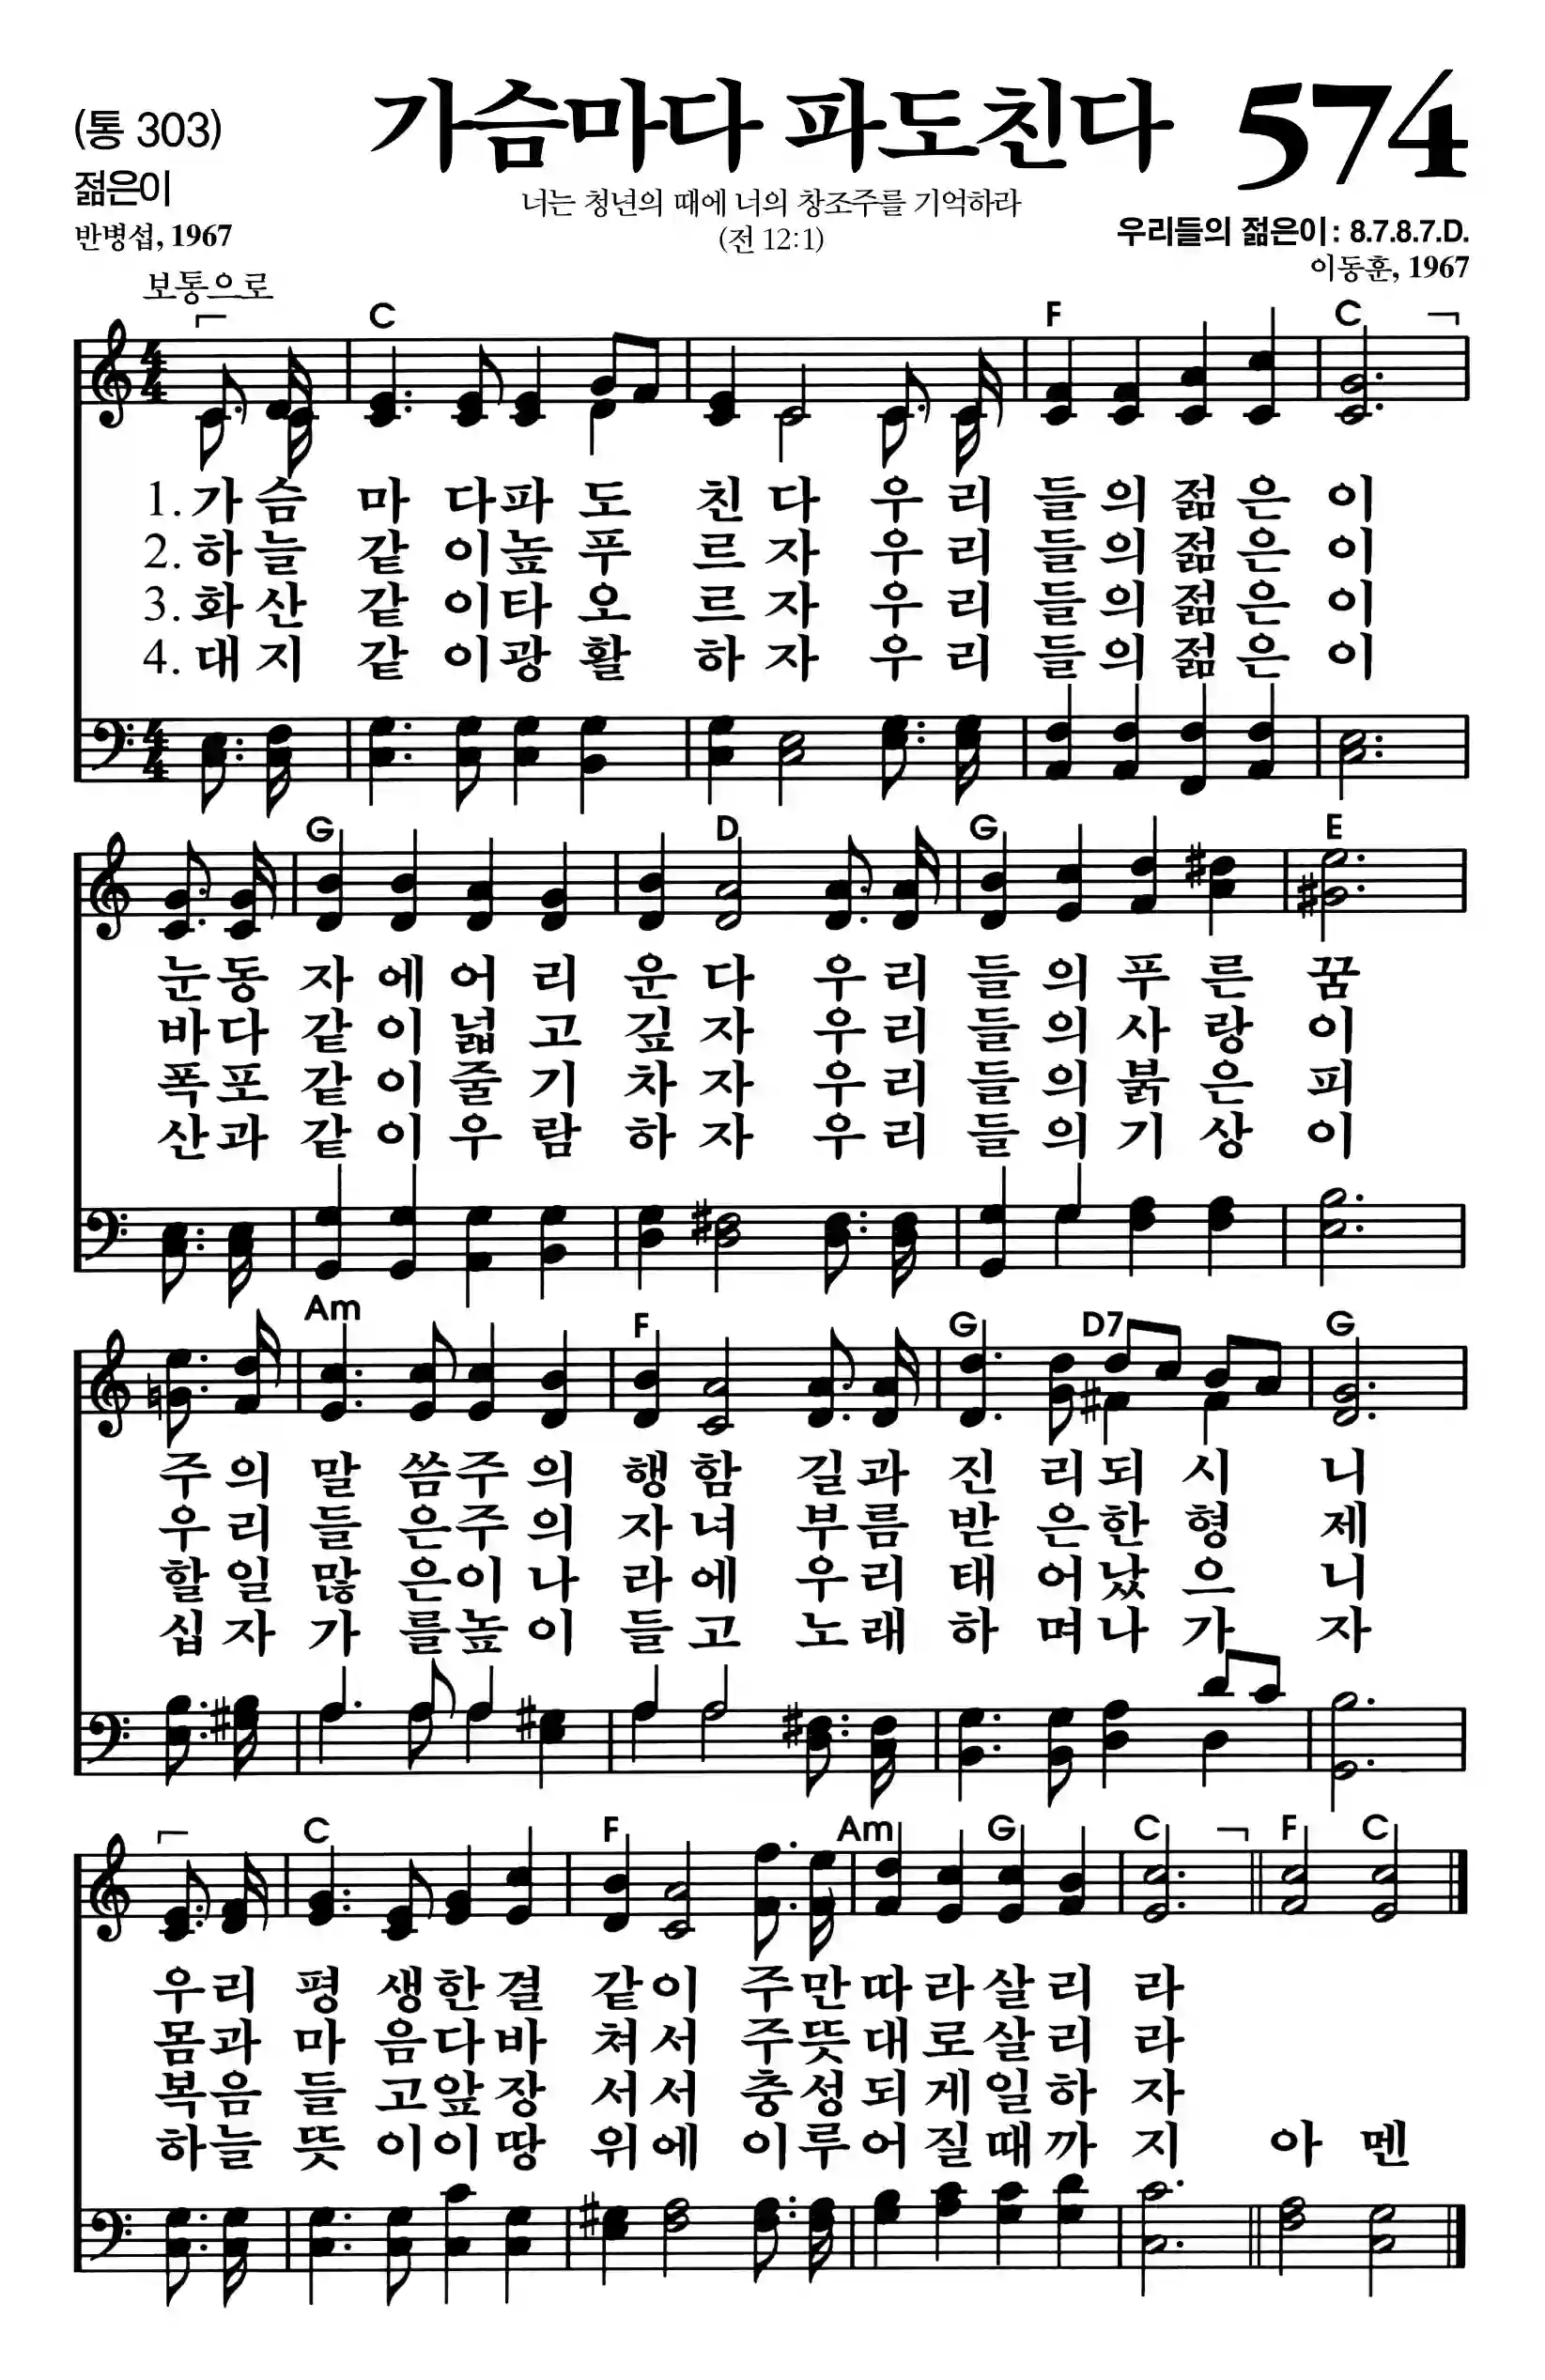 (통 303)
가슴마다 파도친다 574
젊은이
너는 청년의 때에 너의 창조주를 기억하라
반병섭, 1967
(전 12:1)
우리들의 젊은이: 8.7.8.7.D.
이동훈, 1967
보통으로
C F C
1. 가슴 마 다파 도 친 다 우 리 들의젊은 이
2. 하늘 같 이높 푸 르 자 우 리 들의젊은 이
3. 화산 같 이타 오 르 자 우 리 들의젊은 이
4. 대지 같 이광 활 하 자 우 리 들의젊은 이
G D G E
눈동 자에어리 운 다 우리 들의푸른 꿈
바다 같이넓고 깊 자 우리 들의사랑 이
폭포 같이줄기 차 자 우리 들의붉은 피
산과 같이우람 하 자 우리 들의기상 이
Am F G D7 G
주의 말 씀주의 행함 길과 진 리되 시 니
우리 들 은주의 자녀 부름 받 은한 형 제
할일 많 은이나 라에 우리 태 어났 으 니
십자 가 를높이 들고 노래 하 며나 가 자
C F Am G C F C
우리 평 생한결 같이 주만따라살리 라
몸과 마 음다바 쳐서 주뜻대로살리 라
복음 들 고앞장 서서 충성되게일하 자
하늘 뜻 이이땅 위에 이루어질때까 지 아 멘